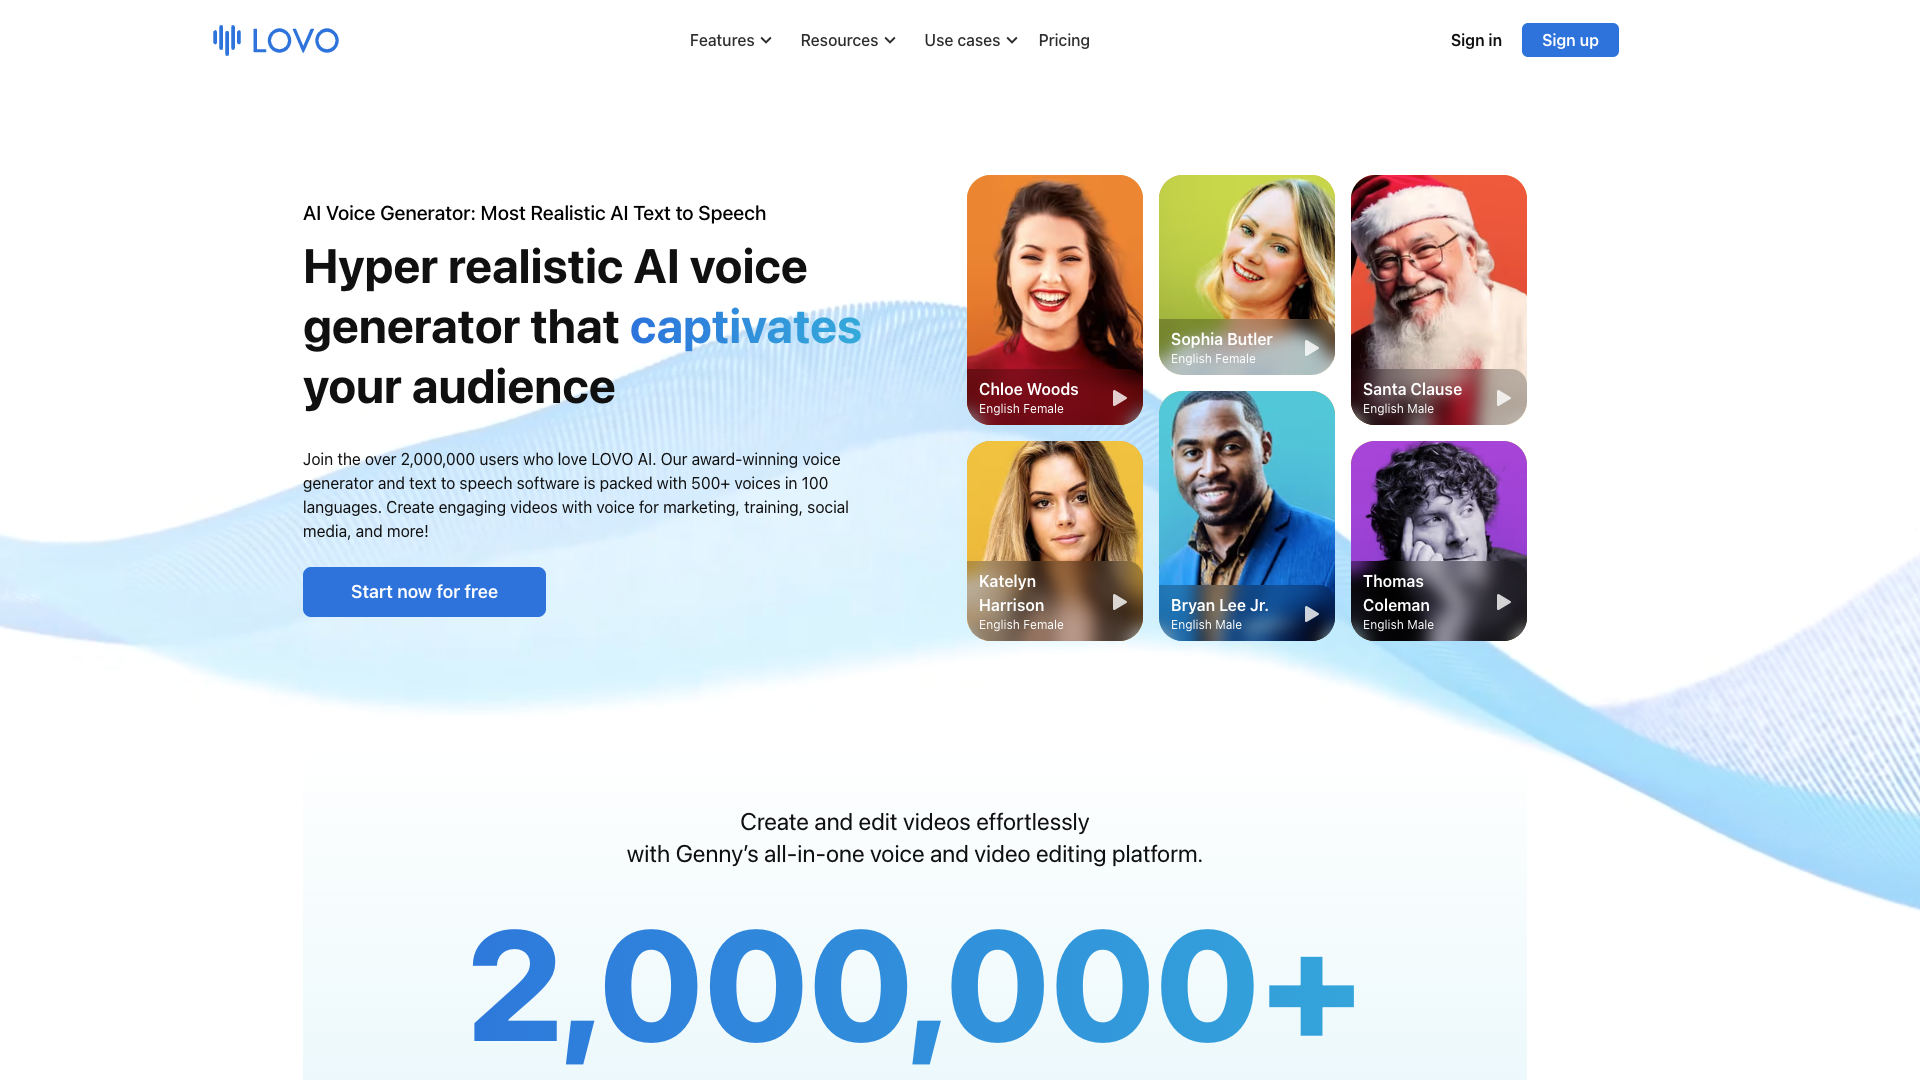 LOVO
Features
Resources
Use cases
Pricing
Sign in
Sign up
AI Voice Generator: Most Realistic AI Text to Speech
Hyper realistic AI voice
generator that captivates
your audience
Join the over 2,000,000 users who love LOVO AI. Our award-winning voice
generator and text to speech software is packed with 500+ voices in 100
languages. Create engaging videos with voice for marketing, training, social
media, and more!
Start now for free
Chloe Woods
English Female
Sophia Butler
English Female
Santa Clause
English Male
Katelyn
Harrison
English Female
Bryan Lee Jr.
English Male
Thomas
Coleman
English Male
Create and edit videos effortlessly
with Genny’s all-in-one voice and video editing platform.
2,000,000+